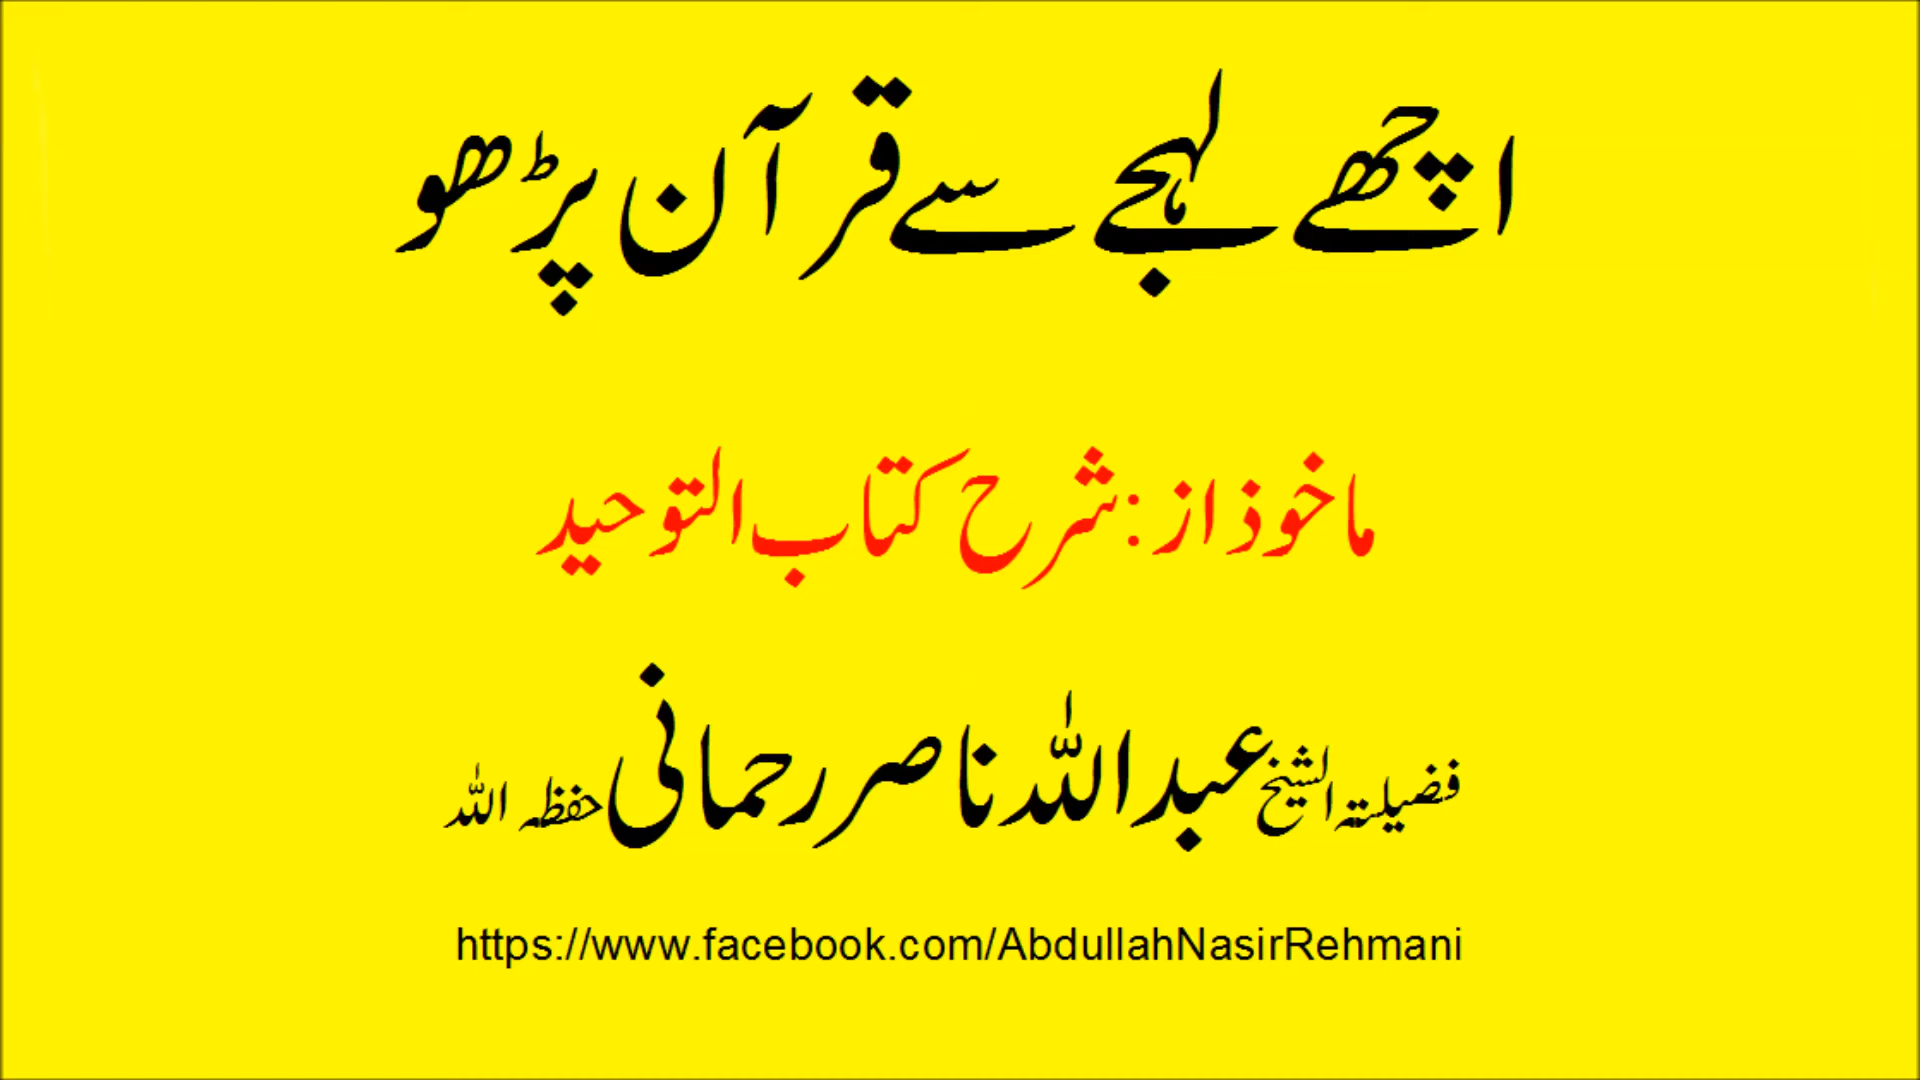 اچھے لہجے سے قرآن پڑھو
ماخوذ از: شرح کتاب التوحید
فضیلۃ الشیخ عبداللہ ناصر رحمانی حفظہ اللہ
https://www.facebook.com/AbdullahNasirRehmani